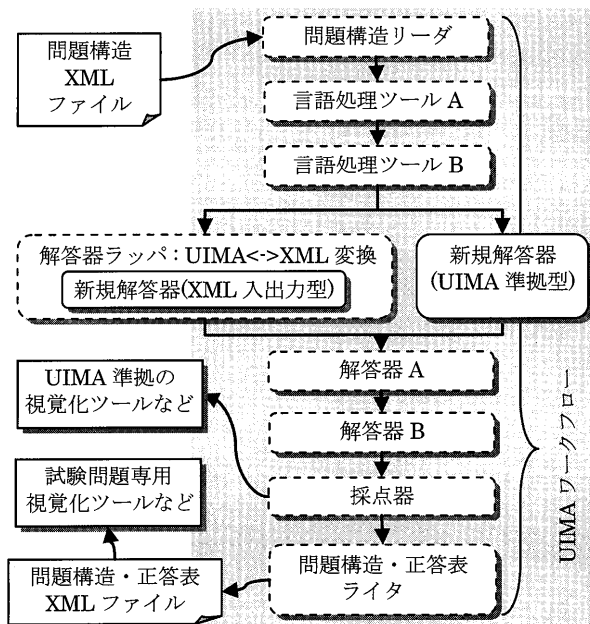 問題構造
XML
ファイル
問題構造リーダ
言語処理ツール A
言語処理ツール B
解答器ラッパ：UIMA<->XML 変換
新規解答器(XML 入出力型)
新規解答器
(UIMA 準拠型)
解答器 A
UIMA 準拠の
視覚化ツールなど
解答器 B
試験問題専用
視覚化ツールなど
採点器
問題構造・正答表
ライタ
問題構造・正答表
XML ファイル
UIMA ワークフロー